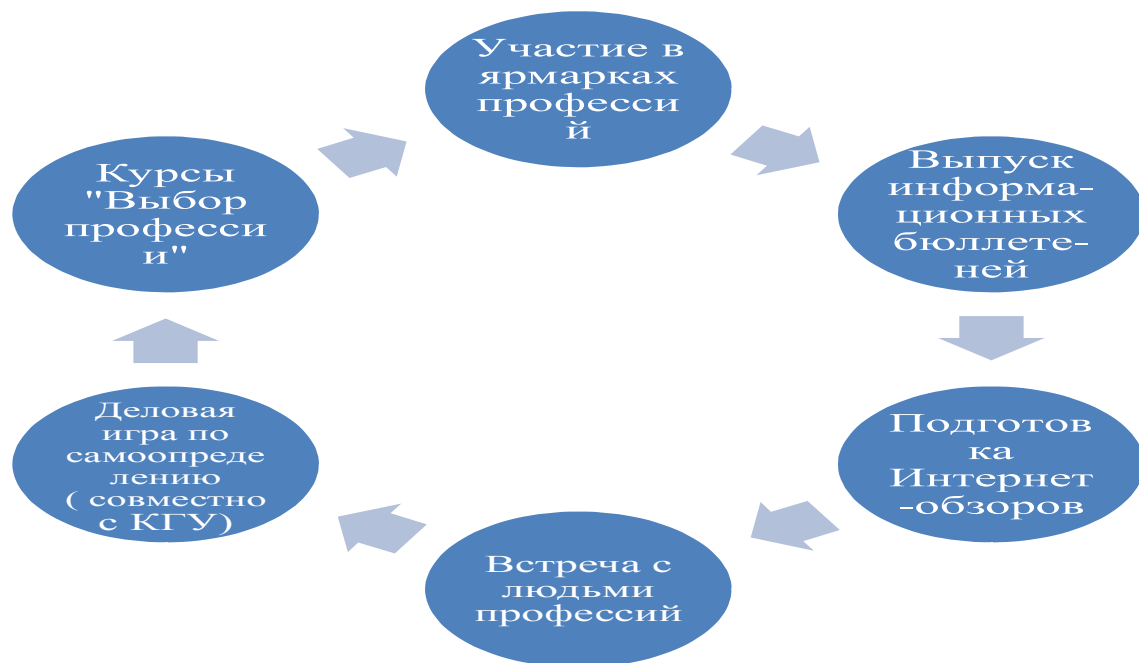 Участие в
ярмарках
професси
й
Выпуск
информа-
ционных
бюллете-
ней
Подготов
ка
Интернет
-обзоров
Встреча с
людьми
профессий
Деловая
игра по
самоопреде
лению
( совместно
с КГУ)
Курсы
"Выбор
професси
и"